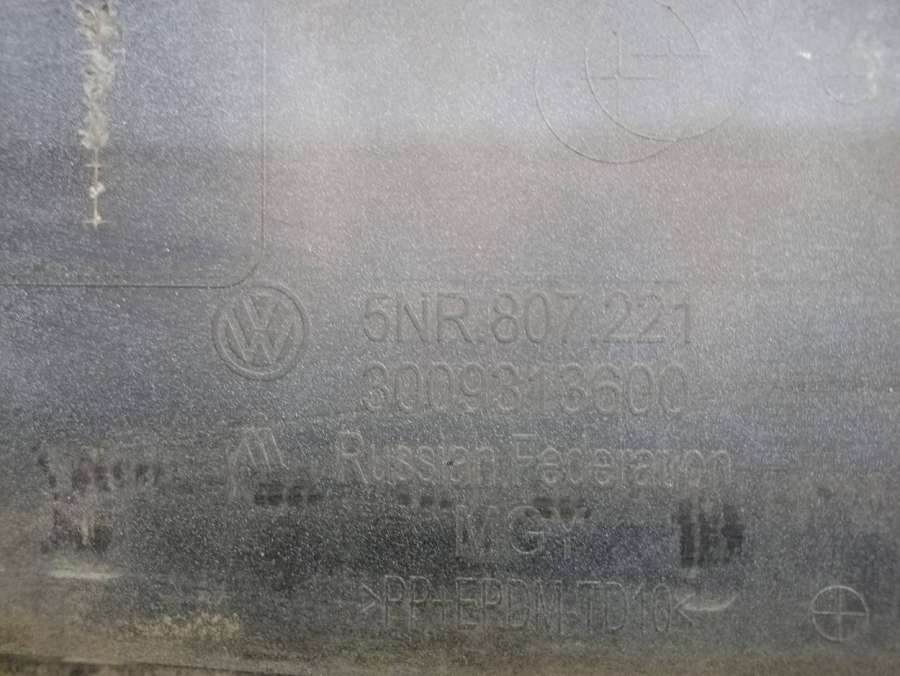 5NR.807.221
3009313600
Russian Federation
MGY
>PP+EPDM-TD10<